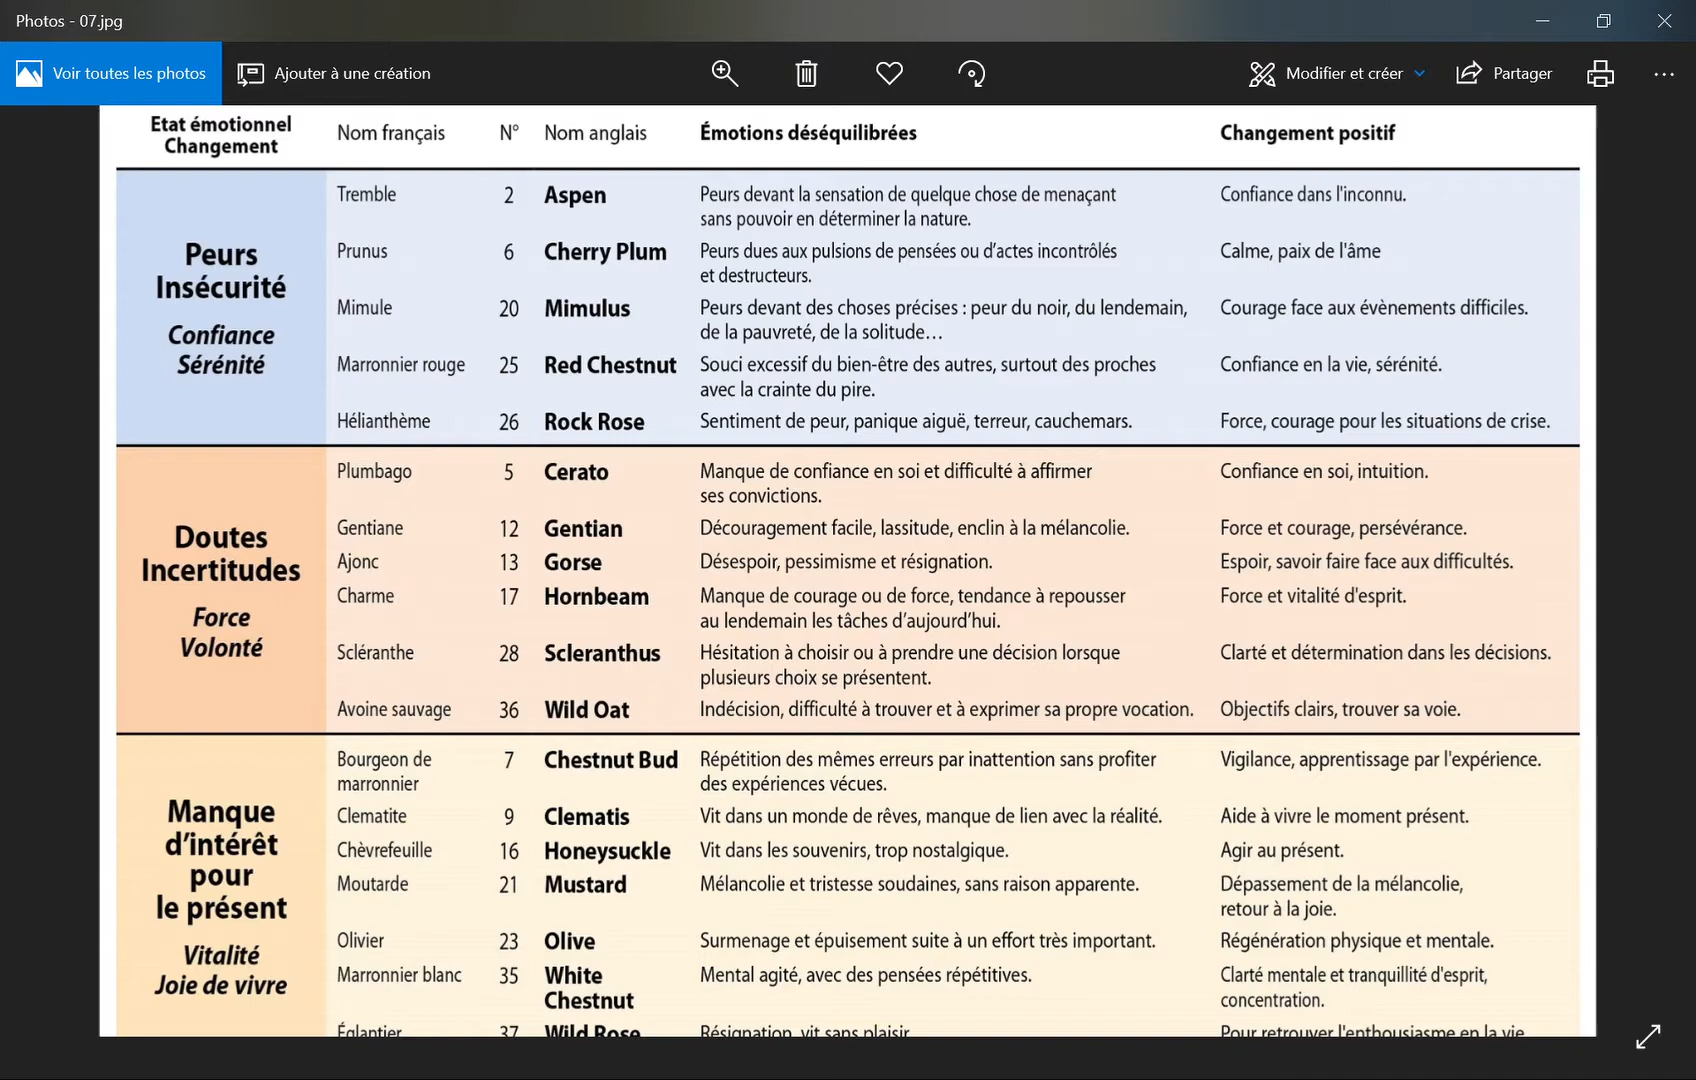 Photos - 07.jpg
Voir toutes les photos
Ajouter à une création
Modifier et créer
Partager
Etat émotionnel
Changement
Nom français N° Nom anglais Émotions déséquilibrées Changement positif
Peurs
Insécurité
Confiance
Sérénité
Tremble 2 Aspen Peurs devant la sensation de quelque chose de menaçant Confiance dans l'inconnu.
sans pouvoir en déterminer la nature.
Prunus 6 Cherry Plum Peurs dues aux pulsions de pensées ou d’actes incontrôlés Calme, paix de l'âme
et destructeurs.
Mimule 20 Mimulus Peurs devant des choses précises : peur du noir, du lendemain, Courage face aux évènements difficiles.
de la pauvreté, de la solitude…
Marronnier rouge 25 Red Chestnut Souci excessif du bien-être des autres, surtout des proches Confiance en la vie, sérénité.
avec la crainte du pire.
Hélianthème 26 Rock Rose Sentiment de peur, panique aiguë, terreur, cauchemars. Force, courage pour les situations de crise.
Doutes
Incertitudes
Force
Volonté
Plumbago 5 Cerato Manque de confiance en soi et difficulté à affirmer Confiance en soi, intuition.
ses convictions.
Gentiane 12 Gentian Découragement facile, lassitude, enclin à la mélancolie. Force et courage, persévérance.
Ajonc 13 Gorse Désespoir, pessimisme et résignation. Espoir, savoir faire face aux difficultés.
Charme 17 Hornbeam Manque de courage ou de force, tendance à repousser Force et vitalité d'esprit.
au lendemain les tâches d’aujourd’hui.
Scléranthe 28 Scleranthus Hésitation à choisir ou à prendre une décision lorsque Clarté et détermination dans les décisions.
plusieurs choix se présentent.
Avoine sauvage 36 Wild Oat Indécision, difficulté à trouver et à exprimer sa propre vocation. Objectifs clairs, trouver sa voie.
Manque
d’intérêt
pour
le présent
Vitalité
Joie de vivre
Bourgeon de 7 Chestnut Bud Répétition des mêmes erreurs par inattention sans profiter Vigilance, apprentissage par l'expérience.
marronnier des expériences vécues.
Clematite 9 Clematis Vit dans un monde de rêves, manque de lien avec la réalité. Aide à vivre le moment présent.
Chèvrefeuille 16 Honeysuckle Vit dans les souvenirs, trop nostalgique. Agir au présent.
Moutarde 21 Mustard Mélancolie et tristesse soudaines, sans raison apparente. Dépassement de la mélancolie,
retour à la joie.
Olivier 23 Olive Surmenage et épuisement suite à un effort très important. Régénération physique et mentale.
Marronnier blanc 35 White Mental agité, avec des pensées répétitives. Clarté mentale et tranquillité d'esprit,
Chestnut concentration.
Églantier 37 Wild Rose Résignation, vit sans plaisir Pour retrouver l'enthousiasme en la vie